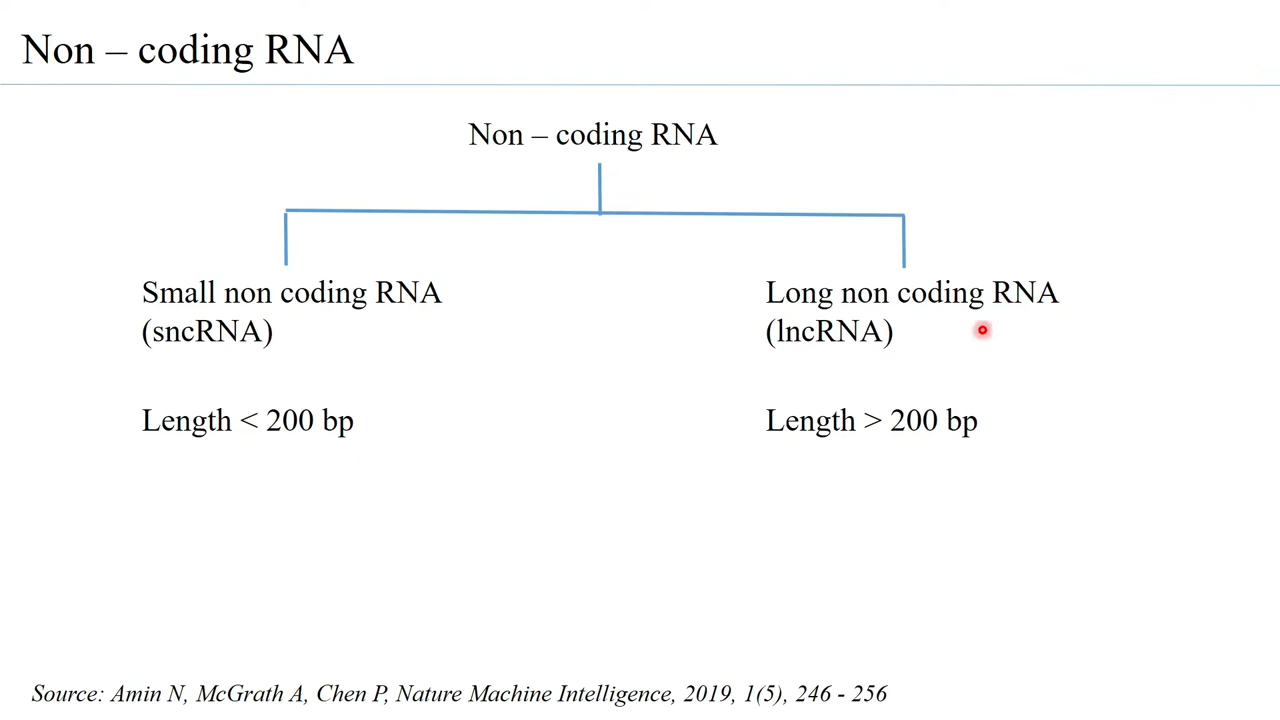 Non – coding RNA
Non – coding RNA
Small non coding RNA
(sncRNA)
Long non coding RNA
(lncRNA)
Length < 200 bp
Length > 200 bp
Source: Amin N, McGrath A, Chen P, Nature Machine Intelligence, 2019, 1(5), 246 - 256